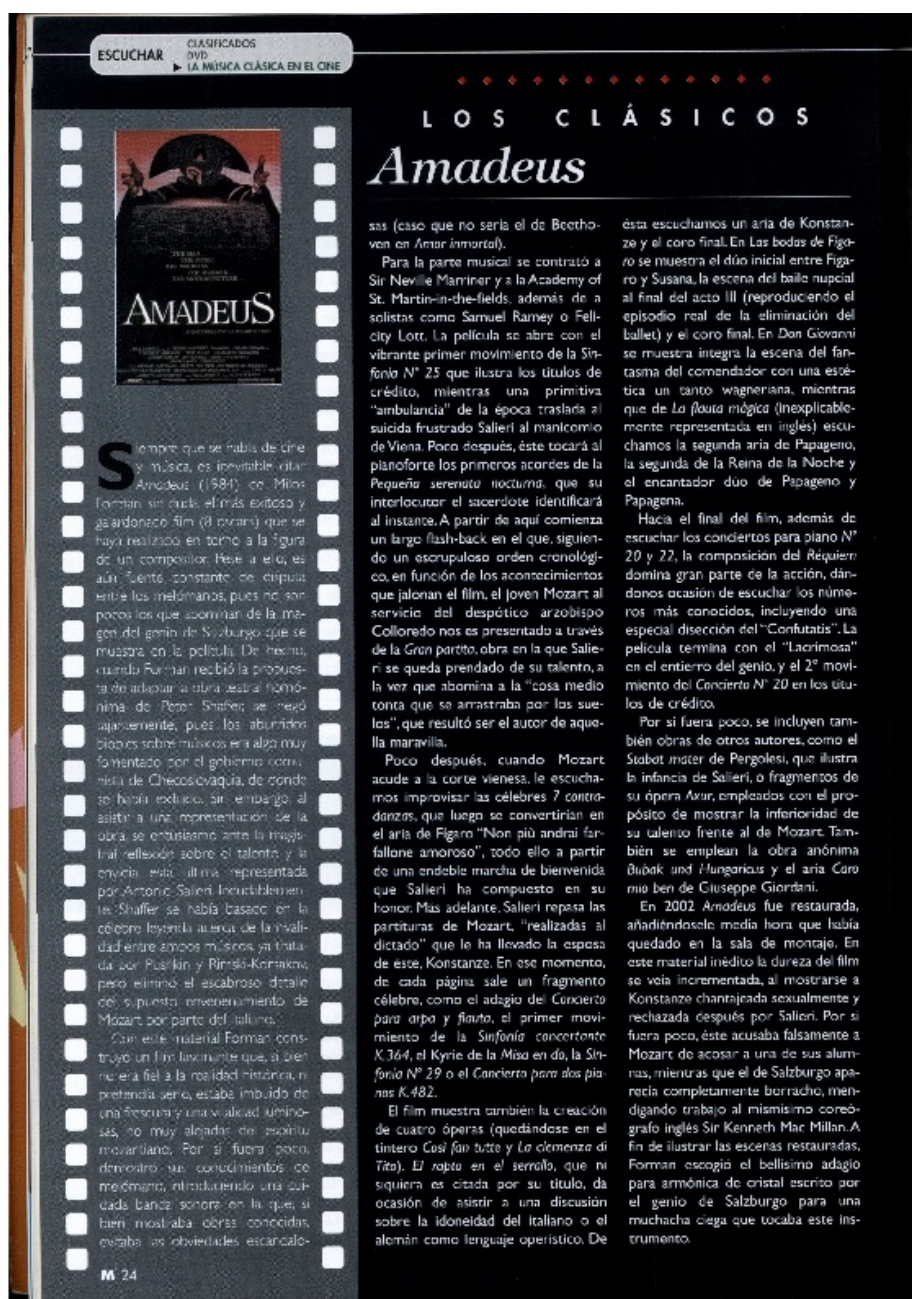 ESCUCHAR
CLASIFICADOS
DVD
▶ LA MÚSICA CLÁSICA EN EL CINE
LOS CLÁSICOS
Amadeus
AMADEUS
Siempre que se habla de cine
y música, es inevitable citar
Amadeus (1984) de Milos
Forman, sin duda el más exitoso y
galardonado film (8 oscars) que se
haya realizado en torno a la figura
de un compositor. Pese a ello, es
aún fuente constante de disputa
entre los melómanos, pues no son
pocos los que abominan de la ima-
gen del genio de Salzburgo que se
muestra en la película. De hecho,
cuando Forman recibió la propues-
ta de adaptar la obra teatral homó-
nima de Peter Shaffer, se negó
tajantemente, pues los aburridos
biopics sobre músicos era algo muy
fomentado por el gobierno comu-
nista de Checoslovaquia, de donde
se había exiliado. Sin embargo, al
asistir a una representación de la
obra, se entusiasmó ante la magis-
tral reflexión sobre el talento y la
envidia, esta última representada
por Antonio Salieri. Indudablemen-
te, Shaffer se había basado en la
célebre leyenda acerca de la rivali-
dad entre ambos músicos, ya trata-
da por Pushkin y Rimski-Korsakov,
pero eliminó el escabroso detalle
del supuesto envenenamiento de
Mozart por parte del italiano.
Con este material Forman cons-
truyó un film fascinante que, si bien
no era fiel a la realidad histórica, ni
pretendía serlo, estaba imbuido de
una frescura y una vitalidad lumino-
sas, no muy alejadas del espíritu
mozartiano. Por si fuera poco,
demostró sus conocimientos de
melómano, introduciendo una cui-
dada banda sonora en la que, si
bien mostraba obras conocidas,
evitaba las obviedades escandalo-
sas (caso que no sería el de Beetho-
ven en Amor inmortal).
Para la parte musical se contrató a
Sir Neville Marriner y a la Academy of
St. Martin-in-the-fields, además de a
solistas como Samuel Ramey o Feli-
city Lott. La película se abre con el
vibrante primer movimiento de la Sin-
fonía N° 25 que ilustra los títulos de
crédito, mientras una primitiva
"ambulancia" de la época traslada al
suicida frustrado Salieri al manicomio
de Viena. Poco después, éste tocará al
pianoforte los primeros acordes de la
Pequeña serenata nocturna, que su
interlocutor el sacerdote identificará
al instante. A partir de aquí comienza
un largo flash-back en el que, siguien-
do un escrupuloso orden cronológi-
co, en función de los acontecimientos
que jalonan el film, el joven Mozart al
servicio del despótico arzobispo
Colloredo nos es presentado a través
de la Gran partita, obra en la que Salie-
ri se queda prendado de su talento, a
la vez que abomina a la "cosa medio
tonta que se arrastraba por los sue-
los", que resultó ser el autor de aque-
lla maravilla.
Poco después, cuando Mozart
acude a la corte vienesa, le escucha-
mos improvisar las célebres 7 contra-
danzas, que luego se convertirían en
el aria de Fígaro "Non più andrai far-
fallone amoroso", todo ello a partir
de una endeble marcha de bienvenida
que Salieri ha compuesto en su
honor. Mas adelante, Salieri repasa las
partituras de Mozart, "realizadas al
dictado" que le ha llevado la esposa
de éste, Konstanze. En ese momento,
de cada página sale un fragmento
célebre, como el adagio del Concierto
para arpa y flauta, el primer movi-
miento de la Sinfonía concertante
K.364, el Kyrie de la Misa en do, la Sin-
fonía N° 29 o el Concierto para dos pia-
nos K.482.
El film muestra también la creación
de cuatro óperas (quedándose en el
tintero Così fan tutte y La clemenza di
Tito). El rapto en el serrallo, que ni
siquiera es citada por su título, da
ocasión de asistir a una discusión
sobre la idoneidad del italiano o el
alemán como lenguaje operístico. De
ésta escuchamos un aria de Konstan-
ze y el coro final. En Las bodas de Fíga-
ro se muestra el dúo inicial entre Fíga-
ro y Susana, la escena del baile nupcial
al final del acto III (reproduciendo el
episodio real de la eliminación del
ballet) y el coro final. En Don Giovanni
se muestra íntegra la escena del fan-
tasma del comendador con una esté-
tica un tanto wagneriana, mientras
que de La flauta mágica (inexplicable-
mente representada en inglés) escu-
chamos la segunda aria de Papageno,
la segunda de la Reina de la Noche y
el encantador dúo de Papageno y
Papagena.
Hacia el final del film, además de
escuchar los conciertos para piano N°
20 y 22, la composición del Réquiem
domina gran parte de la acción, dán-
donos ocasión de escuchar los núme-
ros más conocidos, incluyendo una
especial disección del "Confutatis". La
película termina con el "Lacrimosa"
en el entierro del genio, y el 2° movi-
miento del Concierto N° 20 en los títu-
los de crédito.
Por si fuera poco, se incluyen tam-
bién obras de otros autores, como el
Stabat mater de Pergolesi, que ilustra
la infancia de Salieri, o fragmentos de
su ópera Axur, empleados con el pro-
pósito de mostrar la inferioridad de
su talento frente al de Mozart. Tam-
bién se emplean la obra anónima
Bubak und Hungaricus y el aria Caro
mio ben de Giuseppe Giordani.
En 2002 Amadeus fue restaurada,
añadiéndosele media hora que había
quedado en la sala de montaje. En
este material inédito la dureza del film
se veía incrementada, al mostrarse a
Konstanze chantajeada sexualmente y
rechazada después por Salieri. Por si
fuera poco, éste acusaba falsamente a
Mozart de acosar a una de sus alum-
nas, mientras que el de Salzburgo apa-
recía completamente borracho, men-
digando trabajo al mismísimo coreó-
grafo inglés Sir Kenneth Mac Millan. A
fin de ilustrar las escenas restauradas,
Forman escogió el bellísimo adagio
para armónica de cristal escrito por
el genio de Salzburgo para una
muchacha ciega que tocaba este ins-
trumento.
M 24